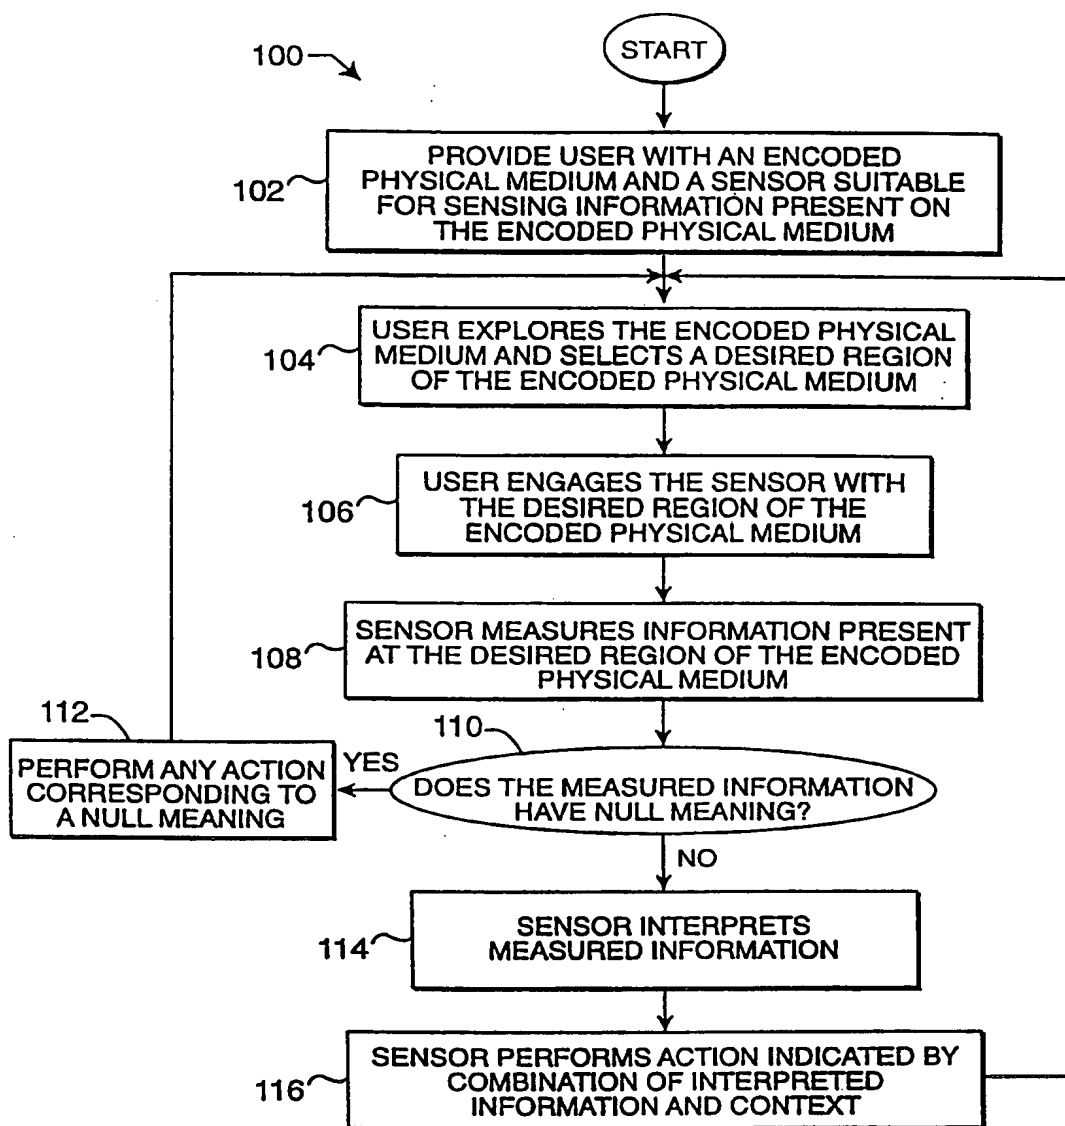 START
100
PROVIDE USER WITH AN ENCODED
PHYSICAL MEDIUM AND A SENSOR SUITABLE
FOR SENSING INFORMATION PRESENT ON
THE ENCODED PHYSICAL MEDIUM
102
USER EXPLORES THE ENCODED PHYSICAL
MEDIUM AND SELECTS A DESIRED REGION
OF THE ENCODED PHYSICAL MEDIUM
104
USER ENGAGES THE SENSOR WITH
THE DESIRED REGION OF THE
ENCODED PHYSICAL MEDIUM
106
SENSOR MEASURES INFORMATION PRESENT
AT THE DESIRED REGION OF THE ENCODED
PHYSICAL MEDIUM
108
110
DOES THE MEASURED INFORMATION
HAVE NULL MEANING?
YES
112
PERFORM ANY ACTION
CORRESPONDING TO
A NULL MEANING
NO
SENSOR INTERPRETS
MEASURED INFORMATION
114
SENSOR PERFORMS ACTION INDICATED BY
COMBINATION OF INTERPRETED
INFORMATION AND CONTEXT
116